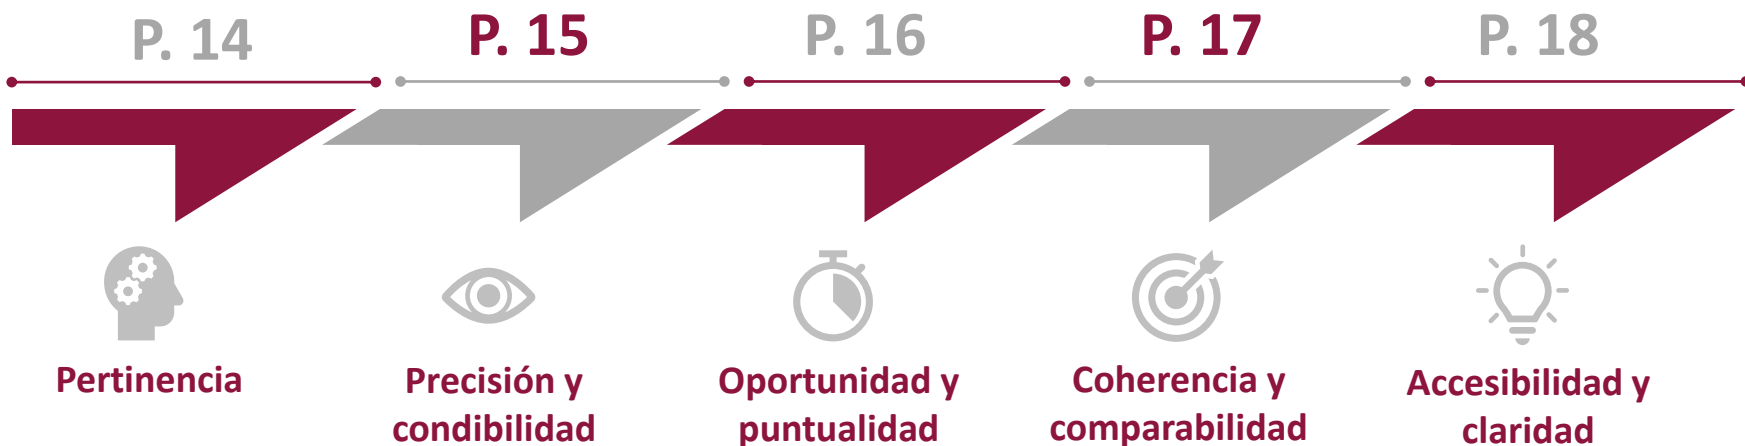 P. 14
P. 15
P. 16
P. 17
P. 18
Pertinencia
Precisión y
condibilidad
Oportunidad y
puntualidad
Coherencia y
comparabilidad
Accesibilidad y
claridad